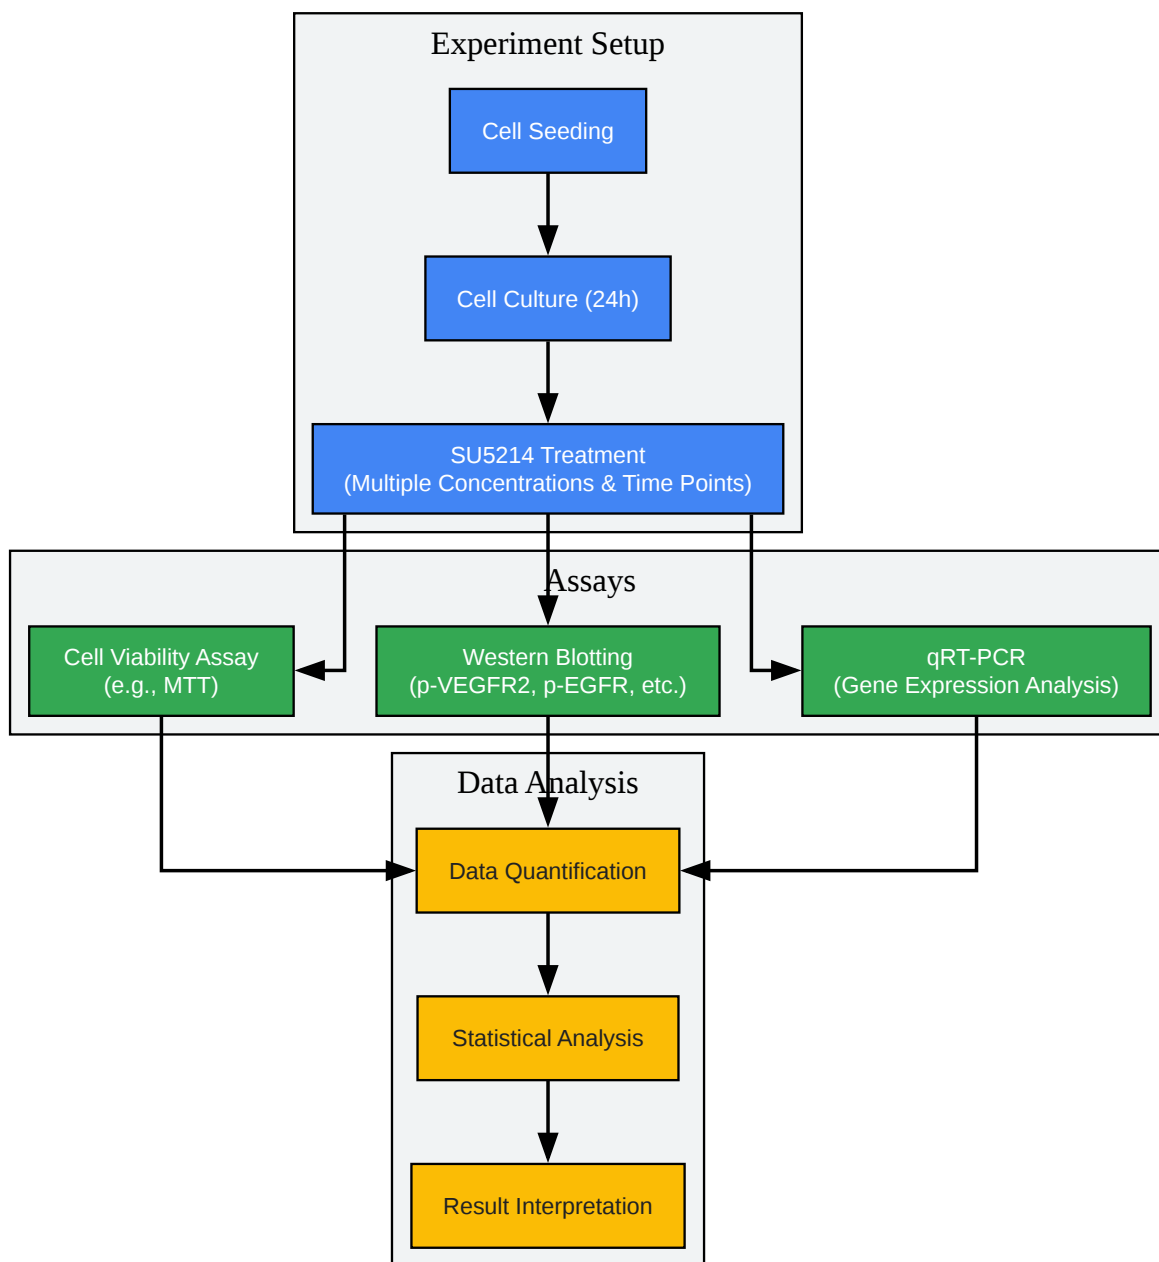 Experiment Setup
Cell Seeding
Cell Culture (24h)
SU5214 Treatment
(Multiple Concentrations & Time Points)
Assays
Cell Viability Assay
(e.g., MTT)
Western Blotting
(p-VEGFR2, p-EGFR, etc.)
qRT-PCR
(Gene Expression Analysis)
Data Analysis
Data Quantification
Statistical Analysis
Result Interpretation